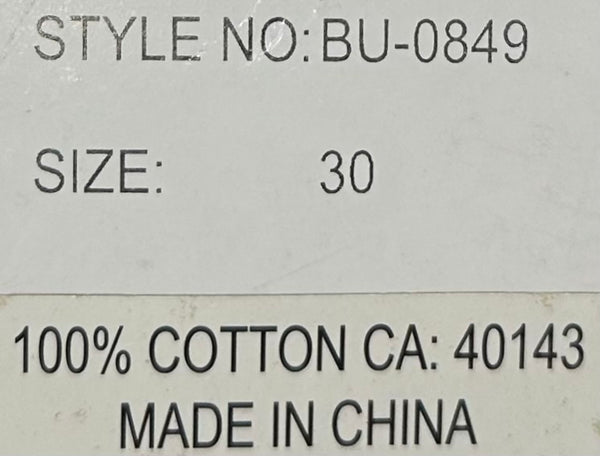 STYLE NO: BU-0849
SIZE: 30
100% COTTON CA: 40143
MADE IN CHINA